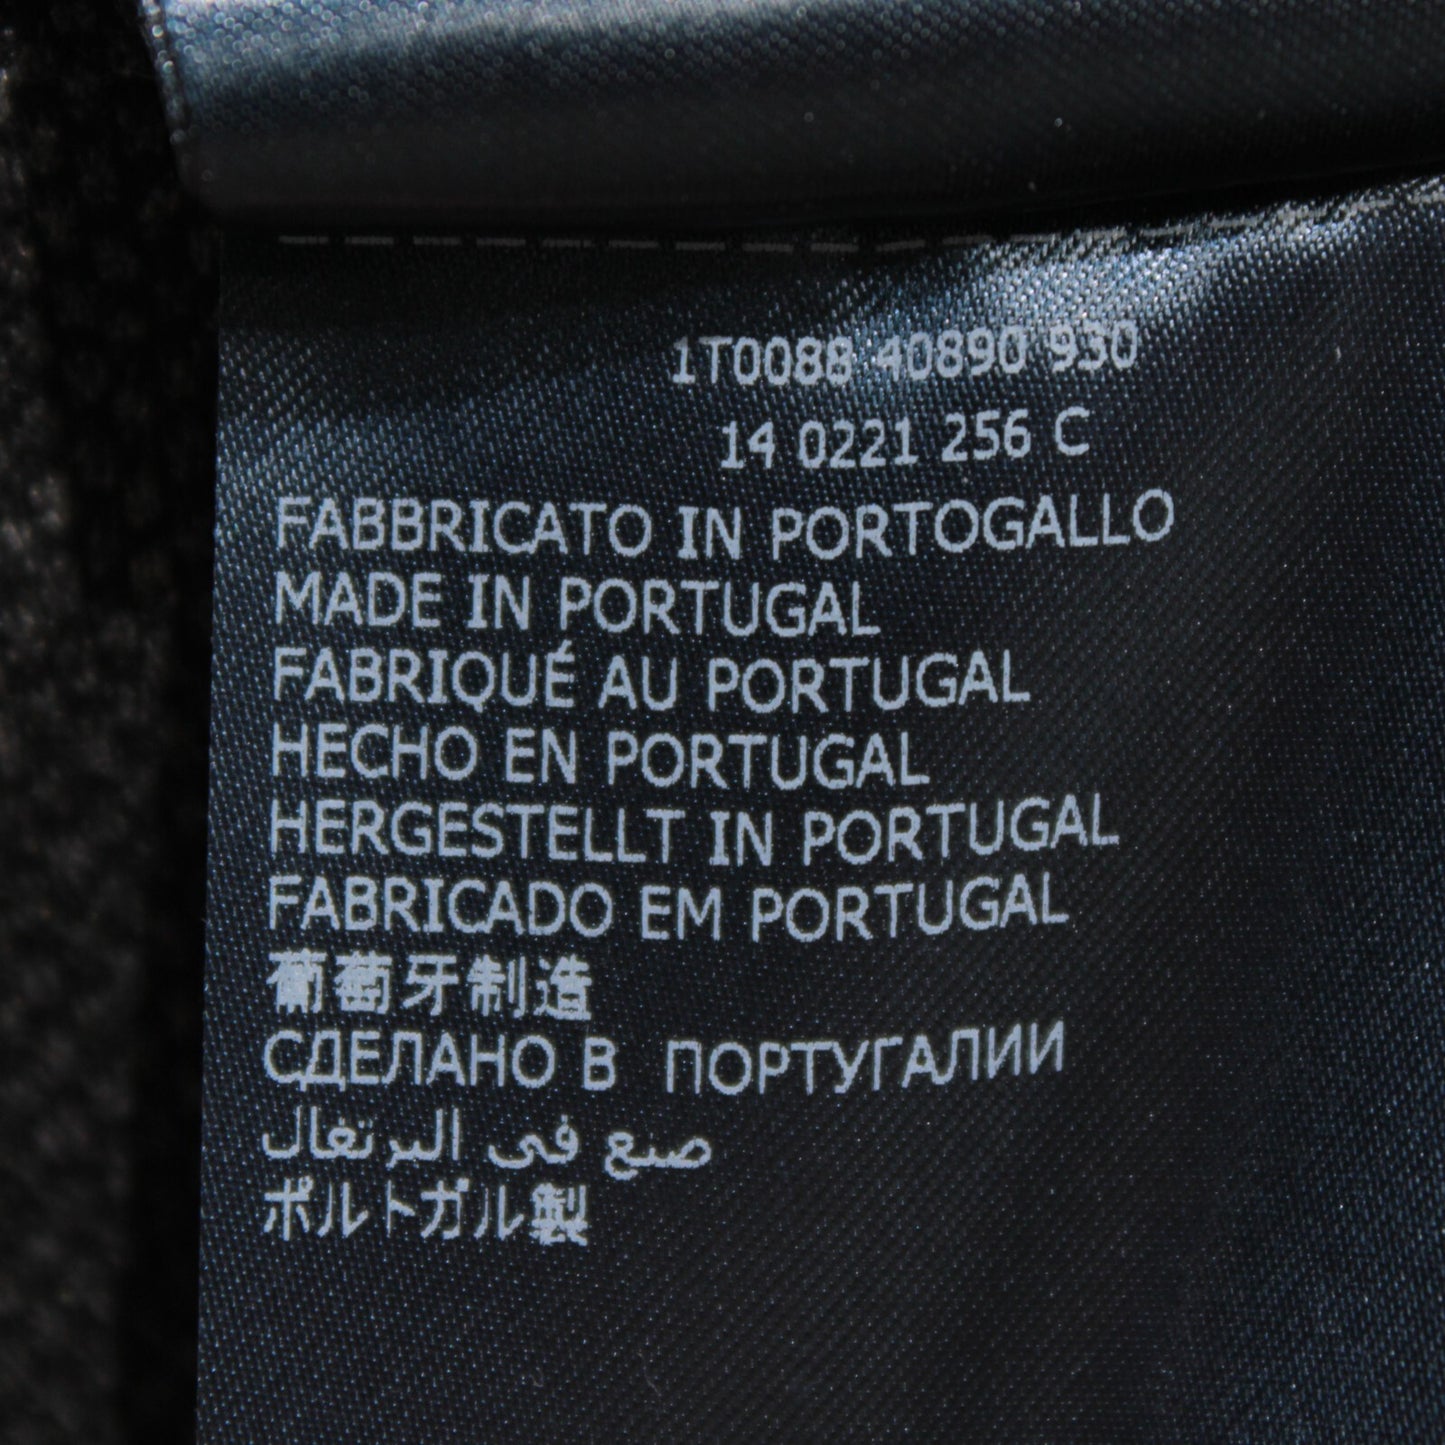 1T0088 40890 930
14 0221 256 C
FABBRICATO IN PORTOGALLO
MADE IN PORTUGAL
FABRIQUÉ AU PORTUGAL
HECHO EN PORTUGAL
HERGESTELLT IN PORTUGAL
FABRICADO EM PORTUGAL
葡萄牙制造
СДЕЛАНО В ПОРТУГАЛИИ
صنع فى البرتغال
ポルトガル製